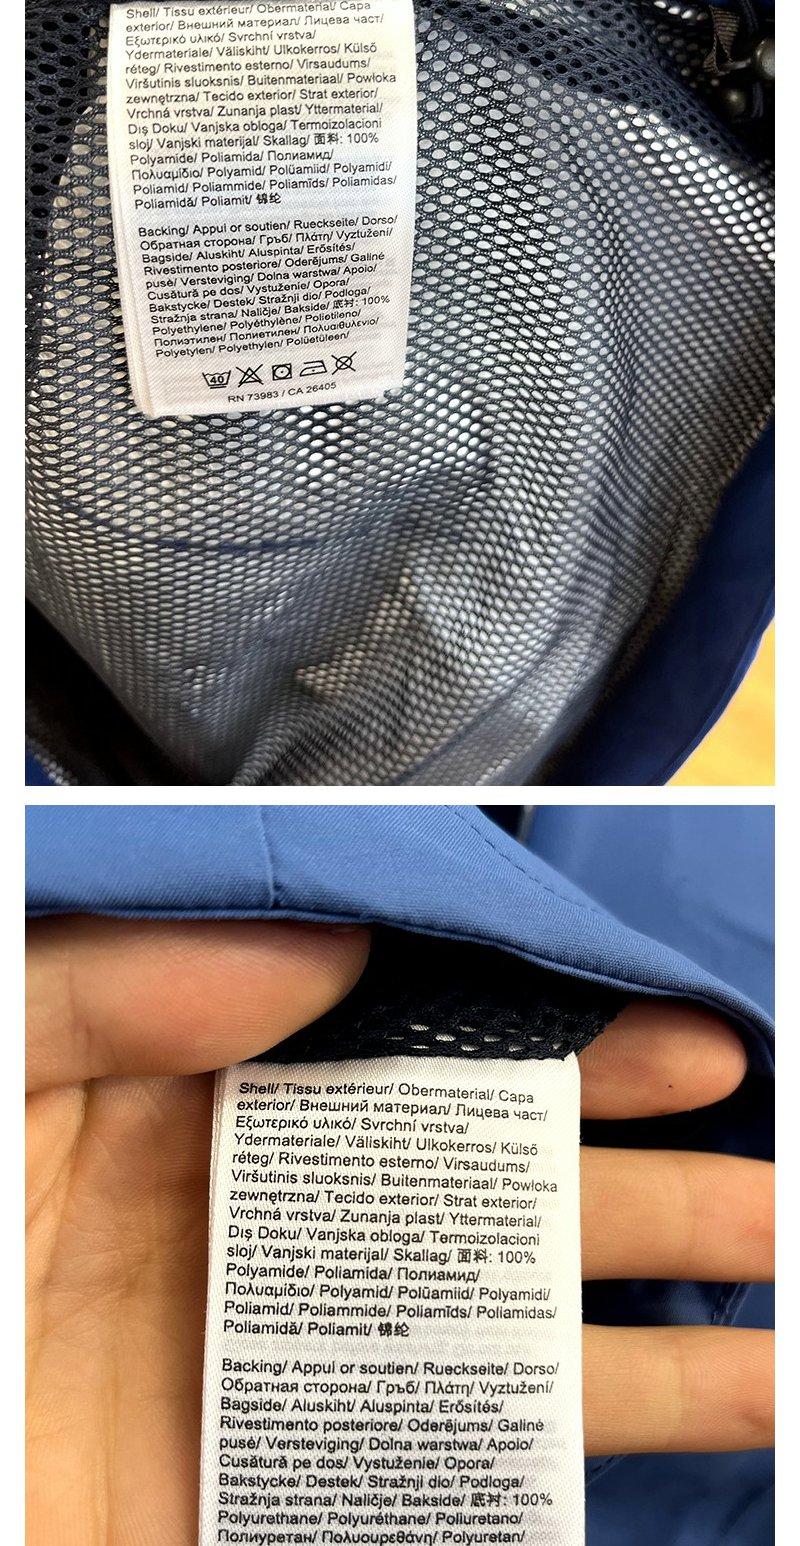 Shell/ Tissu extérieur/ Obermaterial/ Capa
exterior/ Внешний материал/ Лицева част/
Εξωτερικό υλικό/ Svrchní vrstva/
Ydermateriale/ Väliskiht/ Ulkokerros/ Külső
réteg/ Rivestimento esterno/ Virsaudums/
Viršutinis sluoksnis/ Buitenmateriaal/ Powłoka
zewnętrzna/ Tecido exterior/ Strat exterior/
Vrchná vrstva/ Zunanja plast/ Yttermaterial/
Dış Doku/ Vanjska obloga/ Termoizolacioni
sloj/ Vanjski materijal/ Skallag/ 面料: 100%
Polyamide/ Poliamida/ Полиамид/
Πολυαμίδιο/ Polyamid/ Polüamiid/ Polyamidi/
Poliamid/ Poliammide/ Poliamīds/ Poliamidas/
Poliamidă/ Poliamit/ 锦纶
Backing/ Appui or soutien/ Rueckseite/ Dorso/
Обратная сторона/ Гръб/ Πλάτη/ Vyztužení/
Bagside/ Aluskiht/ Aluspinta/ Erősítés/
Rivestimento posteriore/ Oderējums/ Galinė
pusė/ Versteviging/ Dolna warstwa/ Apoio/
Cusătură pe dos/ Vystuženie/ Opora/
Bakstycke/ Destek/ Stražnji dio/ Podloga/
Stražnja strana/ Naličje/ Bakside/ 底衬: 100%
Polyethylene/ Polyéthylène/ Polietileno/
Полиэтилен/ Полиетилен/ Πολυαιθυλενιο/
Polyetylen/ Polyethylen/ Polüetüleen/
40
RN 73983 / CA 26405
Shell/ Tissu extérieur/ Obermaterial/ Capa
exterior/ Внешний материал/ Лицева част/
Εξωτερικό υλικό/ Svrchní vrstva/
Ydermateriale/ Väliskiht/ Ulkokerros/ Külső
réteg/ Rivestimento esterno/ Virsaudums/
Viršutinis sluoksnis/ Buitenmateriaal/ Powłoka
zewnętrzna/ Tecido exterior/ Strat exterior/
Vrchná vrstva/ Zunanja plast/ Yttermaterial/
Dış Doku/ Vanjska obloga/ Termoizolacioni
sloj/ Vanjski materijal/ Skallag/ 面料: 100%
Polyamide/ Poliamida/ Полиамид/
Πολυαμίδιο/ Polyamid/ Polüamiid/ Polyamidi/
Poliamid/ Poliammide/ Poliamīds/ Poliamidas/
Poliamidă/ Poliamit/ 锦纶
Backing/ Appui or soutien/ Rueckseite/ Dorso/
Обратная сторона/ Гръб/ Πλάτη/ Vyztužení/
Bagside/ Aluskiht/ Aluspinta/ Erősítés/
Rivestimento posteriore/ Oderējums/ Galinė
pusė/ Versteviging/ Dolna warstwa/ Apoio/
Cusătură pe dos/ Vystuženie/ Opora/
Bakstycke/ Destek/ Stražnji dio/ Podloga/
Stražnja strana/ Naličje/ Bakside/ 底衬: 100%
Polyurethane/ Polyuréthane/ Poliuretano/
Полиуретан/ Πολυουρεθάνη/ Polyuretan/